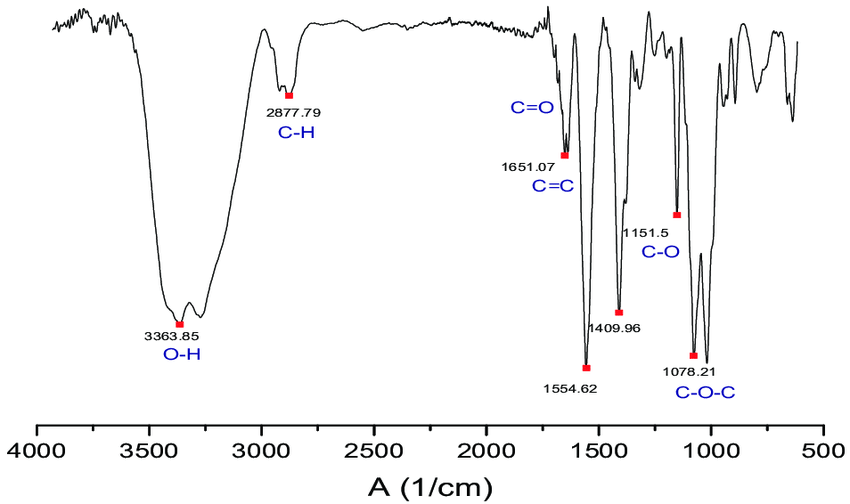 2877.79
C-H
C=O
1651.07
C=C
1151.5
C-O
3363.85
O-H
1409.96
1554.62
1078.21
C-O-C
4000 3500 3000 2500 2000 1500 1000 500
A (1/cm)